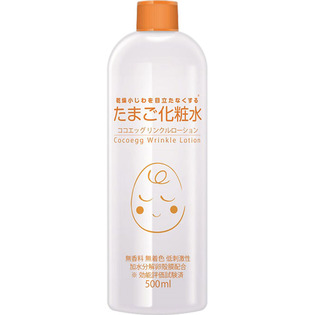 乾燥小じわを目立たなくする※
たまご化粧水
ココエッグ リンクルローション
Cocoegg Wrinkle Lotion
無香料 無着色 低刺激性
加水分解卵殻膜配合
※ 効能評価試験済
500ml